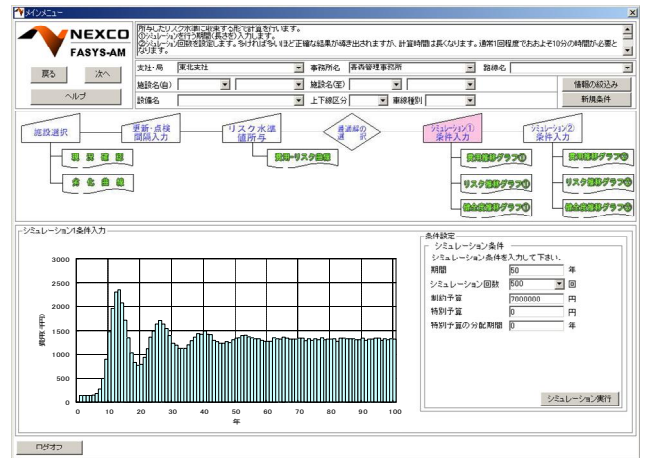 メインメニュー
NEXCO
FASYS-AM
所与したリスク水準に収束する形で計算を行います。
①シミュレーションを行う期間(長さ)を入力します。
②シミュレーション回数を設定します。多ければ多いほど正確な結果が導き出されますが、計算時間は長くなります。通常1回程度でおおよそ10分の時間が必要と
なります。
戻る
次へ
ヘルプ
支社・局 東北支社 事務所名 青森管理事務所 路線名
施設名(自) 施設名(至) 情報の絞込み
設備名 上下線区分 車線種別 新規条件
施設選択
更新・点検
間隔入力
リスク水準
値所与
最適解の
選 択
シミュレーション①
条件入力
シミュレーション②
条件入力
現 況 確 認
劣 化 曲 線
費用-リスク曲線
費用推移グラフ①
リスク推移グラフ①
健全度推移グラフ①
費用推移グラフ②
リスク推移グラフ②
健全度推移グラフ②
シミュレーション1条件入力
3000
2500
2000
1500
1000
500
0
費用(千円)
0 10 20 30 40 50 60 70 80 90 100
年
条件設定
シミュレーション条件
シミュレーション条件を入力して下さい.
期間 50 年
シミュレーション回数 500 回
制約予算 7000000 円
特別予算 0 円
特別予算の分配期間 0 年
シミュレーション実行
ログオフ